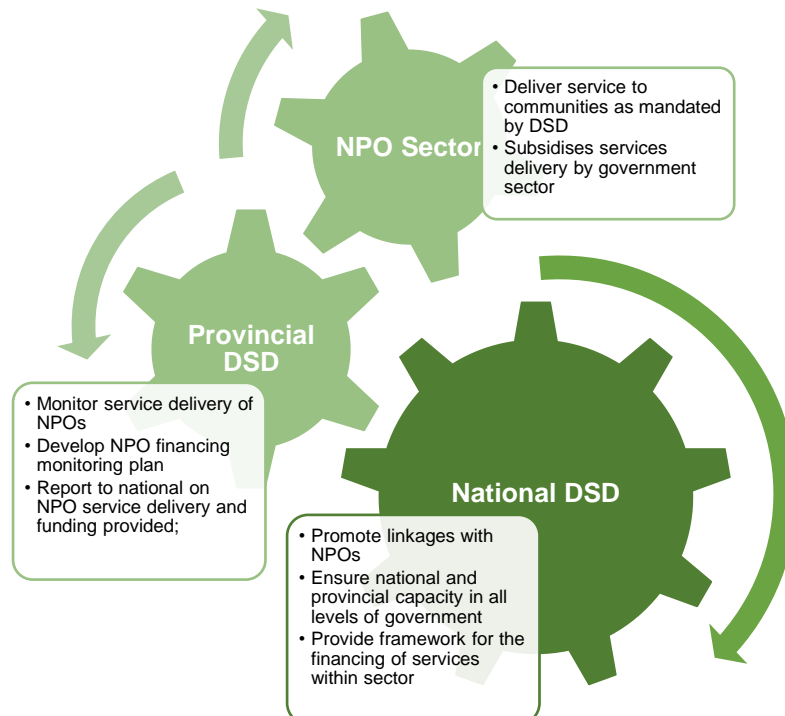 NPO Sector
• Deliver service to
communities as mandated
by DSD
• Subsidises services
delivery by government
sector
Provincial
DSD
• Monitor service delivery of
NPOs
• Develop NPO financing
monitoring plan
• Report to national on
NPO service delivery and
funding provided;
National DSD
• Promote linkages with
NPOs
• Ensure national and
provincial capacity in all
levels of government
• Provide framework for the
financing of services
within sector